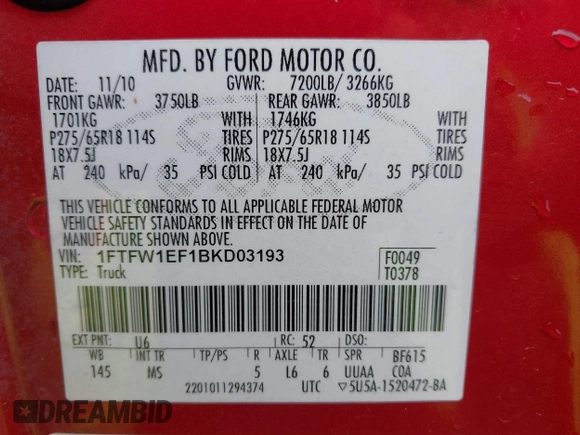 MFD. BY FORD MOTOR CO.
DATE: 11/10 GVWR: 7200LB/ 3266KG
FRONT GAWR: 3750LB REAR GAWR: 3850LB
1701KG WITH 1746KG WITH
P275/65R18 114S TIRES P275/65R18 114S TIRES
18X7.5J RIMS 18X7.5J RIMS
AT 240 kPa/ 35 PSI COLD AT 240 kPa/ 35 PSI COLD
THIS VEHICLE CONFORMS TO ALL APPLICABLE FEDERAL MOTOR
VEHICLE SAFETY STANDARDS IN EFFECT ON THE DATE OF
MANUFACTURE SHOWN ABOVE.
VIN: 1FTFW1EF1BKD03193 F0049
TYPE: Truck T0378
EXT PNT: U6 RC: 52 DSO:
WB INT TR TP/PS R AXLE TR SPR BF615
145 MS 5 L6 6 UUAA COA
2201011294374 UTC ▽5U5A-1520472-BA
DREAMBID